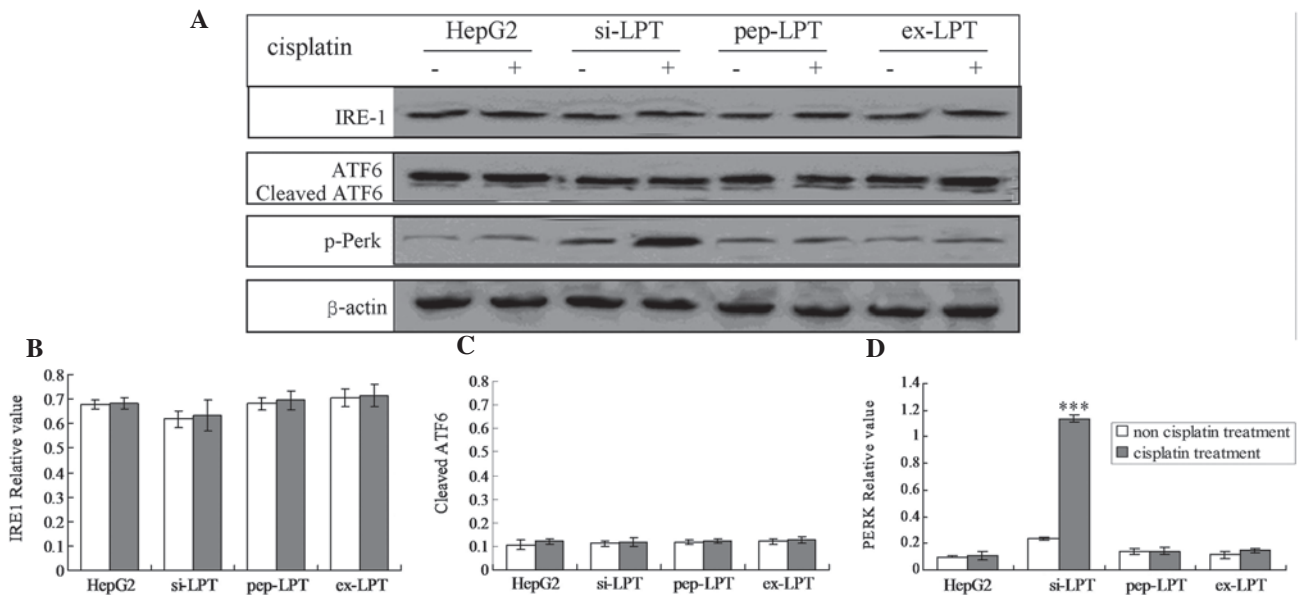 A
cisplatin
HepG2 si-LPT pep-LPT ex-LPT
- + - + - + - +
IRE-1
ATF6
Cleaved ATF6
p-Perk
β-actin
B
IRE1 Relative value
0.8
0.7
0.6
0.5
0.4
0.3
0.2
0.1
0
HepG2 si-LPT pep-LPT ex-LPT
C
Cleaved ATF6
0.8
0.7
0.6
0.5
0.4
0.3
0.2
0.1
0
HepG2 si-LPT pep-LPT ex-LPT
D
PERK Relative value
1.4
1.2
1
0.8
0.6
0.4
0.2
0
***
HepG2 si-LPT pep-LPT ex-LPT
non cisplatin treatment
cisplatin treatment